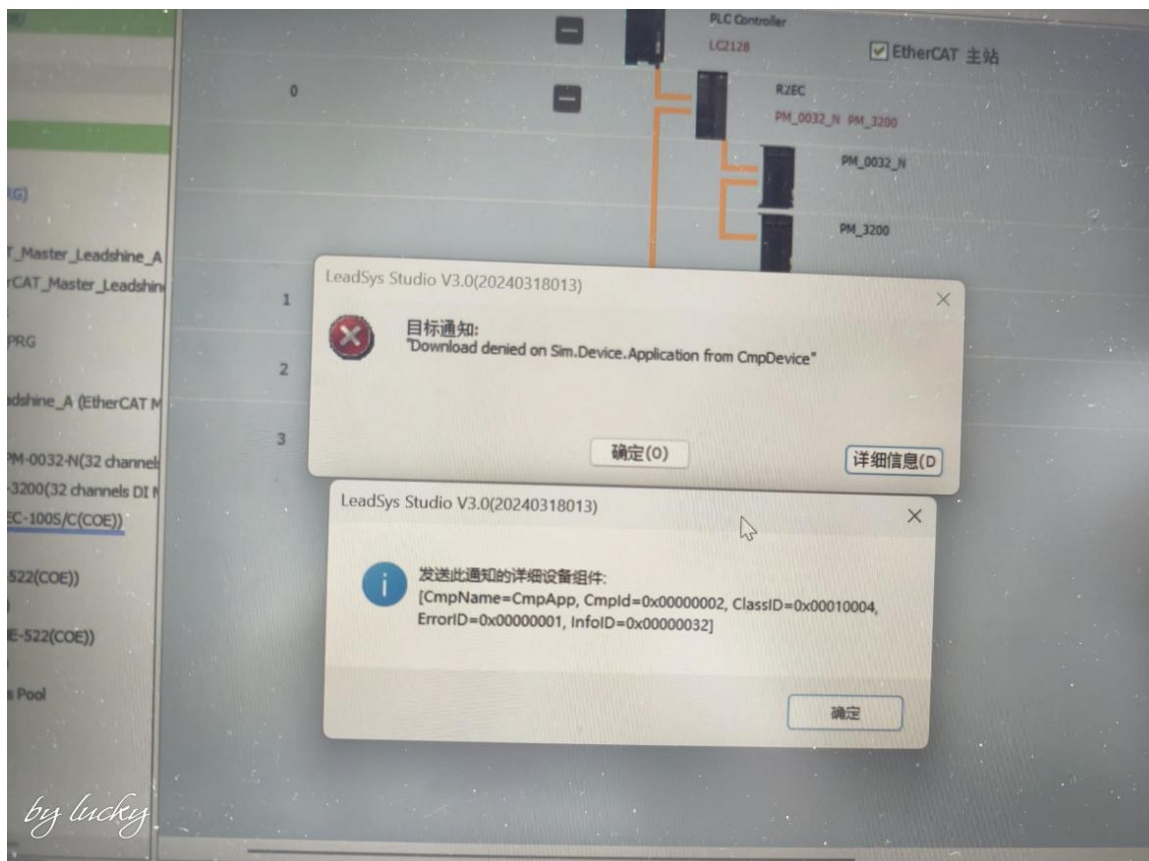 PLC Controller
LC2128
EtherCAT 主站
0
R2EC
PM_0032_N PM_3200
PM_0032_N
RG)
PM_3200
T_Master_Leadshine_A
rCAT_Master_Leadshin
LeadSys Studio V3.0(20240318013)
1
目标通知:
"Download denied on Sim.Device.Application from CmpDevice"
PRG
2
adshine_A (EtherCAT M
3
确定(O)
详细信息(D
PM-0032-N(32 channel
-3200(32 channels DI N
EC-100S/C(COE))
LeadSys Studio V3.0(20240318013)
发送此通知的详细设备组件:
[CmpName=CmpApp, CmpId=0x00000002, ClassID=0x00010004,
ErrorID=0x00000001, InfoID=0x00000032]
-522(COE))
E-522(COE))
s Pool
确定
by lucky